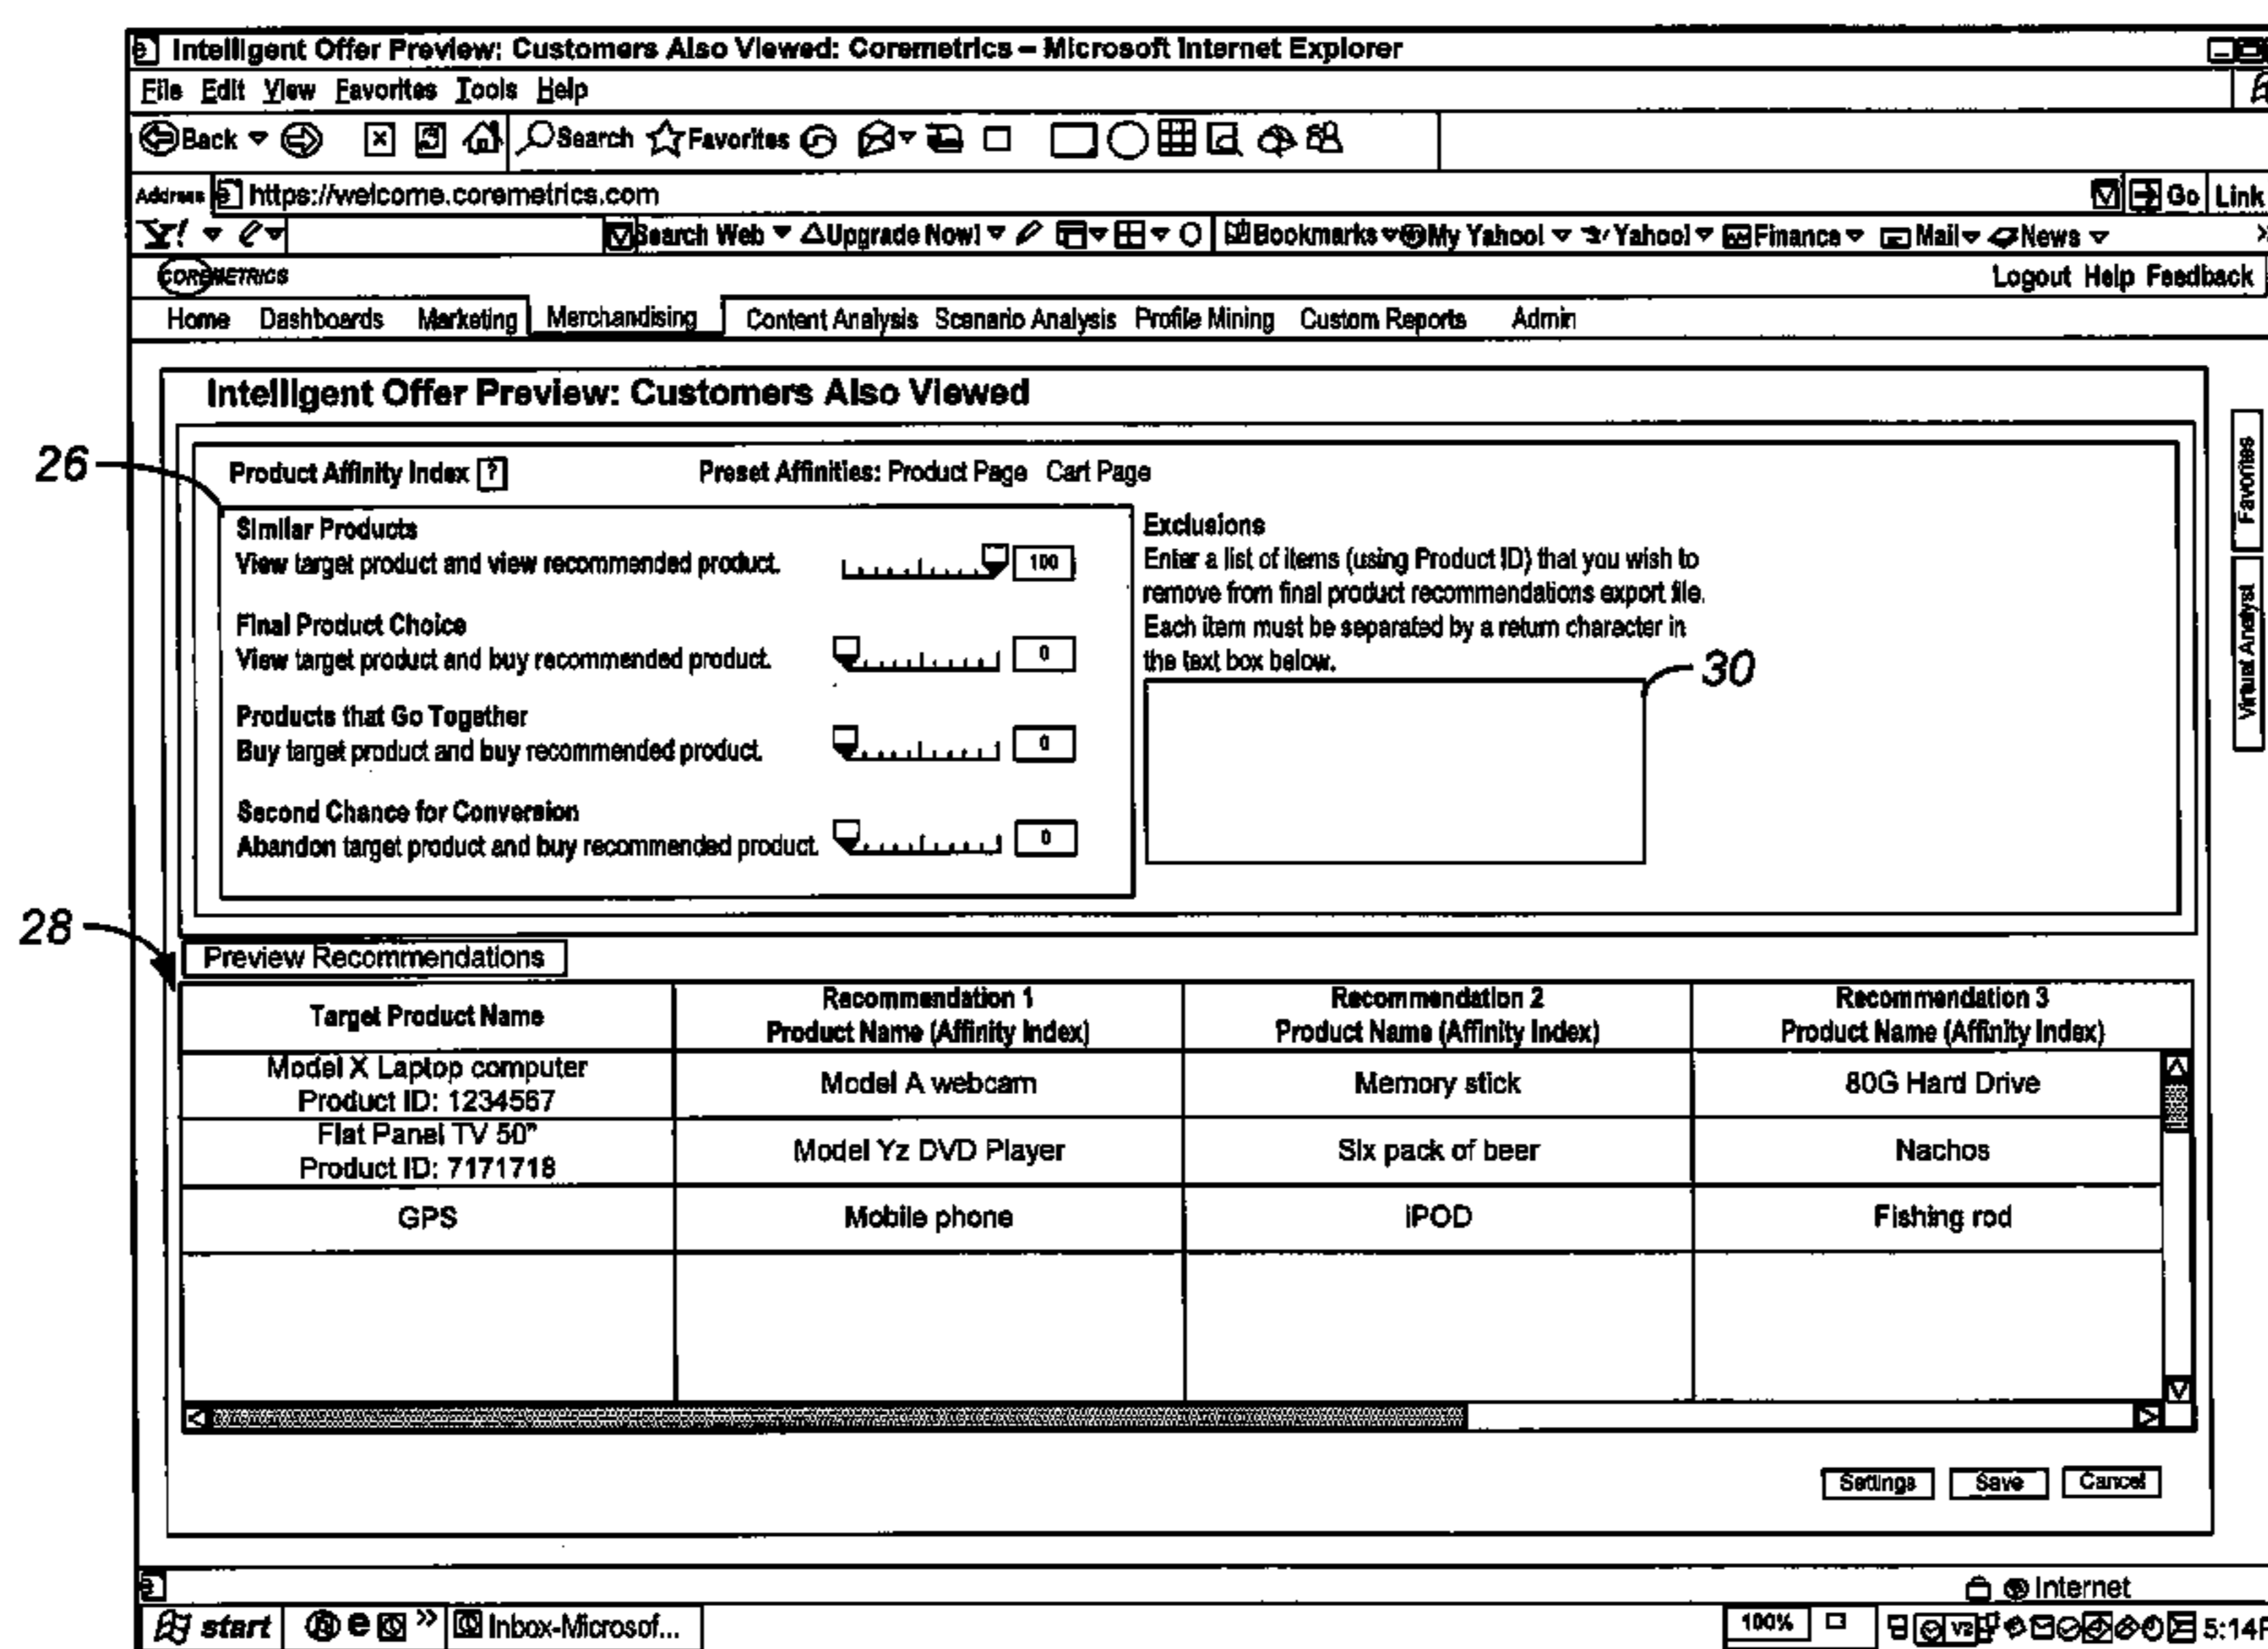 Intelligent Offer Preview: Customers Also Viewed: Coremetrics – Microsoft Internet Explorer
File Edit View Favorites Tools Help
Back Search Favorites
Address https://welcome.coremetrics.com Go Link
Y! Search Web Upgrade Now! Bookmarks My Yahoo! Yahoo! Finance Mail News »
COREMETRICS Logout Help Feedback
Home Dashboards Marketing Merchandising Content Analysis Scenario Analysis Profile Mining Custom Reports Admin
Intelligent Offer Preview: Customers Also Viewed
26
Product Affinity Index ? Preset Affinities: Product Page Cart Page
Similar Products
View target product and view recommended product. 100
Final Product Choice
View target product and buy recommended product. 0
Products that Go Together
Buy target product and buy recommended product. 0
Second Chance for Conversion
Abandon target product and buy recommended product. 0
Exclusions
Enter a list of items (using Product ID) that you wish to
remove from final product recommendations export file.
Each item must be separated by a return character in
the text box below.
30
Favorites
Virtual Analyst
28
Preview Recommendations
Target Product Name
Recommendation 1
Product Name (Affinity Index)
Recommendation 2
Product Name (Affinity Index)
Recommendation 3
Product Name (Affinity Index)
Model X Laptop computer
Product ID: 1234567
Model A webcam
Memory stick
80G Hard Drive
Flat Panel TV 50"
Product ID: 7171718
Model Yz DVD Player
Six pack of beer
Nachos
GPS
Mobile phone
iPOD
Fishing rod
Settings Save Cancel
Internet
start e » Inbox-Microsof... 100% V2 5:14P